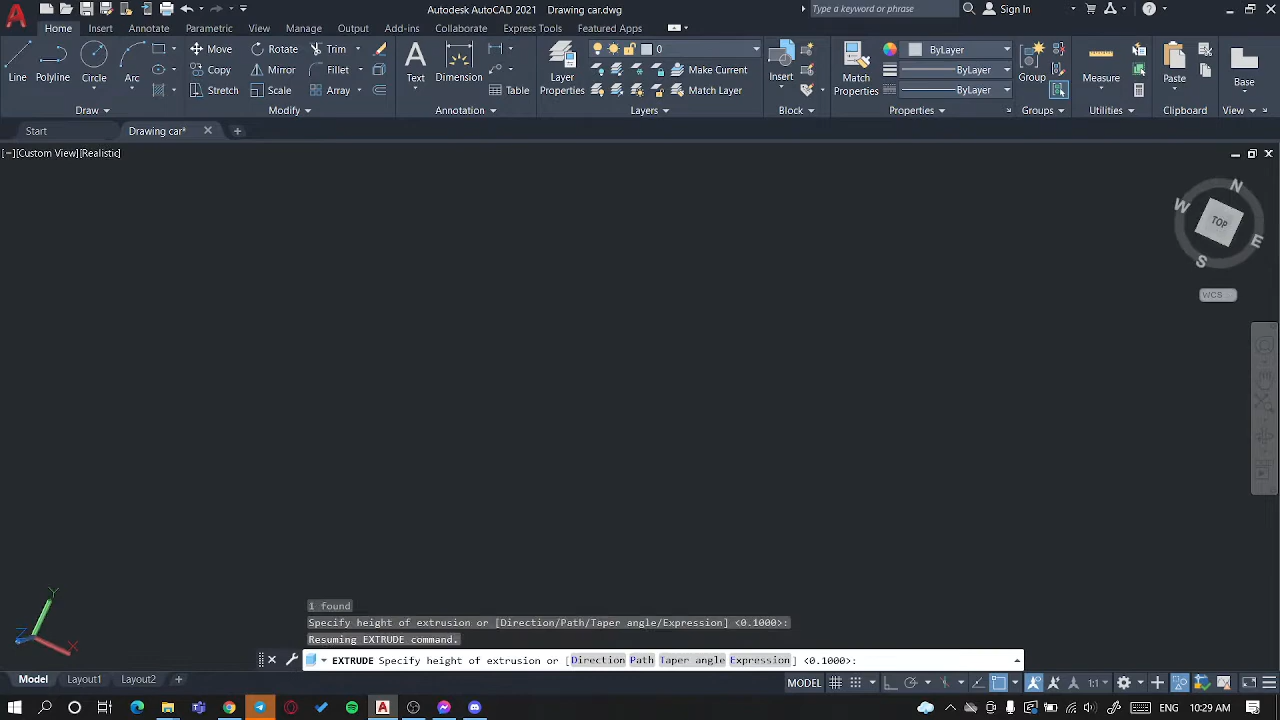 Autodesk AutoCAD 2021 Drawing car.dwg
Type a keyword or phrase
Sign In
Home Insert Annotate Parametric View Manage Output Add-ins Collaborate Express Tools Featured Apps
Line Polyline Circle Arc
Move Rotate Trim
Copy Mirror Fillet
Stretch Scale Array
Text Dimension Table
Layer Properties
0
Make Current
Match Layer
Insert
Match Properties
ByLayer
ByLayer
ByLayer
Group Measure Paste Base
Draw Modify Annotation Layers Block Properties Groups Utilities Clipboard View
Start Drawing car* +
[−][Custom View][Realistic]
N
W TOP E
S
WCS
Y
Z X
1 found
Specify height of extrusion or [Direction/Path/Taper angle/Expression] <0.1000>:
Resuming EXTRUDE command.
EXTRUDE Specify height of extrusion or [Direction Path Taper angle Expression] <0.1000>:
Model Layout1 Layout2 +
MODEL 1:1
ENG 10:29 AM